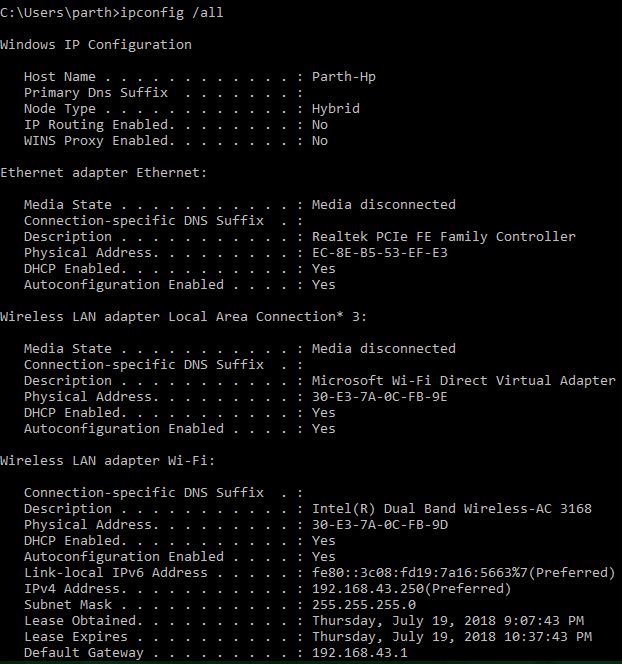 C:\Users\parth>ipconfig /all
Windows IP Configuration
Host Name . . . . . . . . . . . . : Parth-Hp
Primary Dns Suffix  . . . . . . . :
Node Type . . . . . . . . . . . . : Hybrid
IP Routing Enabled. . . . . . . . : No
WINS Proxy Enabled. . . . . . . . : No
Ethernet adapter Ethernet:
Media State . . . . . . . . . . . : Media disconnected
Connection-specific DNS Suffix  . :
Description . . . . . . . . . . . : Realtek PCIe FE Family Controller
Physical Address. . . . . . . . . : EC-8E-B5-53-EF-E3
DHCP Enabled. . . . . . . . . . . : Yes
Autoconfiguration Enabled . . . . : Yes
Wireless LAN adapter Local Area Connection* 3:
Media State . . . . . . . . . . . : Media disconnected
Connection-specific DNS Suffix  . :
Description . . . . . . . . . . . : Microsoft Wi-Fi Direct Virtual Adapter
Physical Address. . . . . . . . . : 30-E3-7A-0C-FB-9E
DHCP Enabled. . . . . . . . . . . : Yes
Autoconfiguration Enabled . . . . : Yes
Wireless LAN adapter Wi-Fi:
Connection-specific DNS Suffix  . :
Description . . . . . . . . . . . : Intel(R) Dual Band Wireless-AC 3168
Physical Address. . . . . . . . . : 30-E3-7A-0C-FB-9D
DHCP Enabled. . . . . . . . . . . : Yes
Autoconfiguration Enabled . . . . : Yes
Link-local IPv6 Address . . . . . : fe80::3c08:fd19:7a16:5663%7(Preferred)
IPv4 Address. . . . . . . . . . . : 192.168.43.250(Preferred)
Subnet Mask . . . . . . . . . . . : 255.255.255.0
Lease Obtained. . . . . . . . . . : Thursday, July 19, 2018 9:07:43 PM
Lease Expires . . . . . . . . . . : Thursday, July 19, 2018 10:37:43 PM
Default Gateway . . . . . . . . . : 192.168.43.1